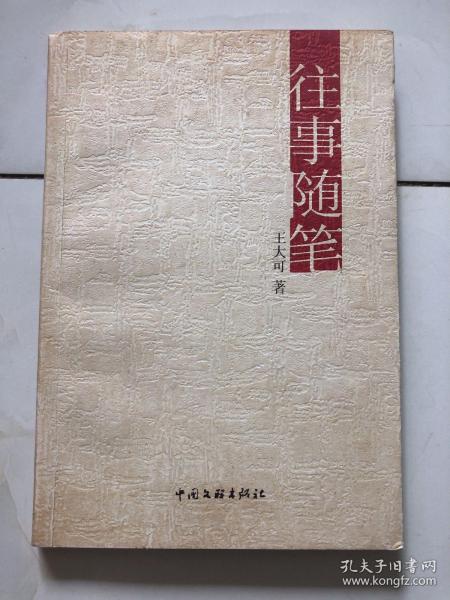 往事随笔
王大可 著
中国文联出版社
孔夫子旧书网
www.kongfz.com